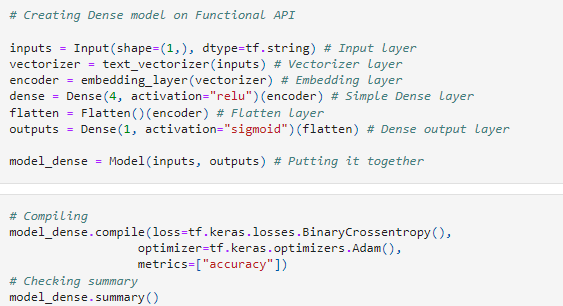 # Creating Dense model on Functional API
inputs = Input(shape=(1,), dtype=tf.string) # Input layer
vectorizer = text_vectorizer(inputs) # Vectorizer layer
encoder = embedding_layer(vectorizer) # Embedding layer
dense = Dense(4, activation="relu")(encoder) # Simple Dense layer
flatten = Flatten()(encoder) # Flatten layer
outputs = Dense(1, activation="sigmoid")(flatten) # Dense output layer
model_dense = Model(inputs, outputs) # Putting it together
# Compiling
model_dense.compile(loss=tf.keras.losses.BinaryCrossentropy(),
optimizer=tf.keras.optimizers.Adam(),
metrics=["accuracy"])
# Checking summary
model_dense.summary()